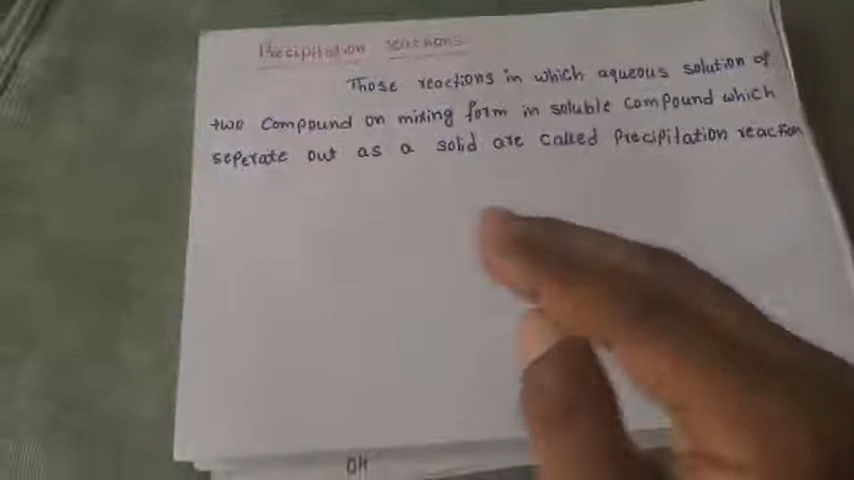 Precipitation reactions
Those reactions in which aqueous solution of
two compound on mixing form in soluble compound which
seperate out as a solid are called Precipitation reaction
OH